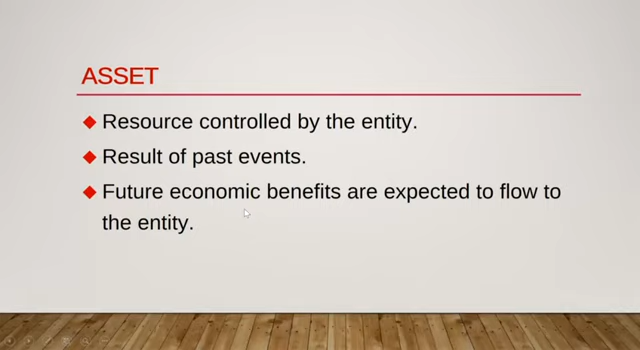 ASSET
Resource controlled by the entity.
Result of past events.
Future economic benefits are expected to flow to
the entity.